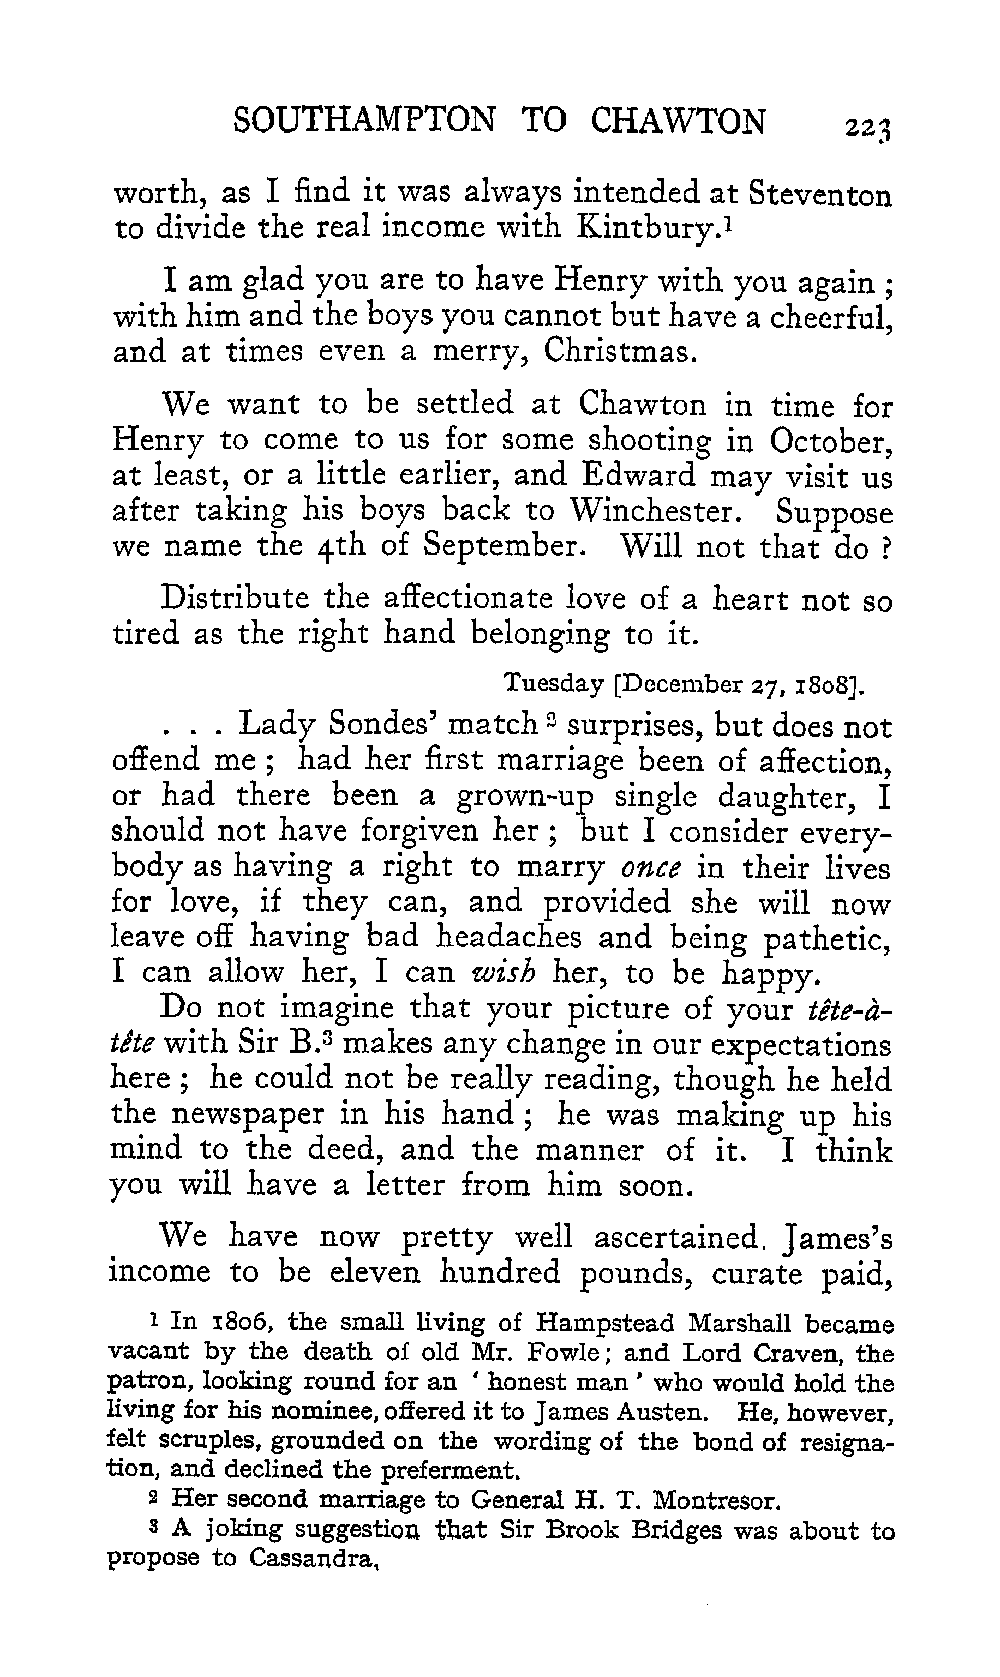 SOUTHAMPTON TO CHAWTON 223
worth, as I find it was always intended at Steventon
to divide the real income with Kintbury.¹
I am glad you are to have Henry with you again ;
with him and the boys you cannot but have a cheerful,
and at times even a merry, Christmas.
We want to be settled at Chawton in time for
Henry to come to us for some shooting in October,
at least, or a little earlier, and Edward may visit us
after taking his boys back to Winchester. Suppose
we name the 4th of September. Will not that do ?
Distribute the affectionate love of a heart not so
tired as the right hand belonging to it.
Tuesday [December 27, 1808].
. . . Lady Sondes’ match ² surprises, but does not
offend me ; had her first marriage been of affection,
or had there been a grown-up single daughter, I
should not have forgiven her ; but I consider every-
body as having a right to marry once in their lives
for love, if they can, and provided she will now
leave off having bad headaches and being pathetic,
I can allow her, I can wish her, to be happy.
Do not imagine that your picture of your tête-à-
tête with Sir B.³ makes any change in our expectations
here ; he could not be really reading, though he held
the newspaper in his hand ; he was making up his
mind to the deed, and the manner of it. I think
you will have a letter from him soon.
We have now pretty well ascertained. James’s
income to be eleven hundred pounds, curate paid,
¹ In 1806, the small living of Hampstead Marshall became
vacant by the death of old Mr. Fowle; and Lord Craven, the
patron, looking round for an ‘ honest man ’ who would hold the
living for his nominee, offered it to James Austen. He, however,
felt scruples, grounded on the wording of the bond of resigna-
tion, and declined the preferment.
² Her second marriage to General H. T. Montresor.
³ A joking suggestion that Sir Brook Bridges was about to
propose to Cassandra,